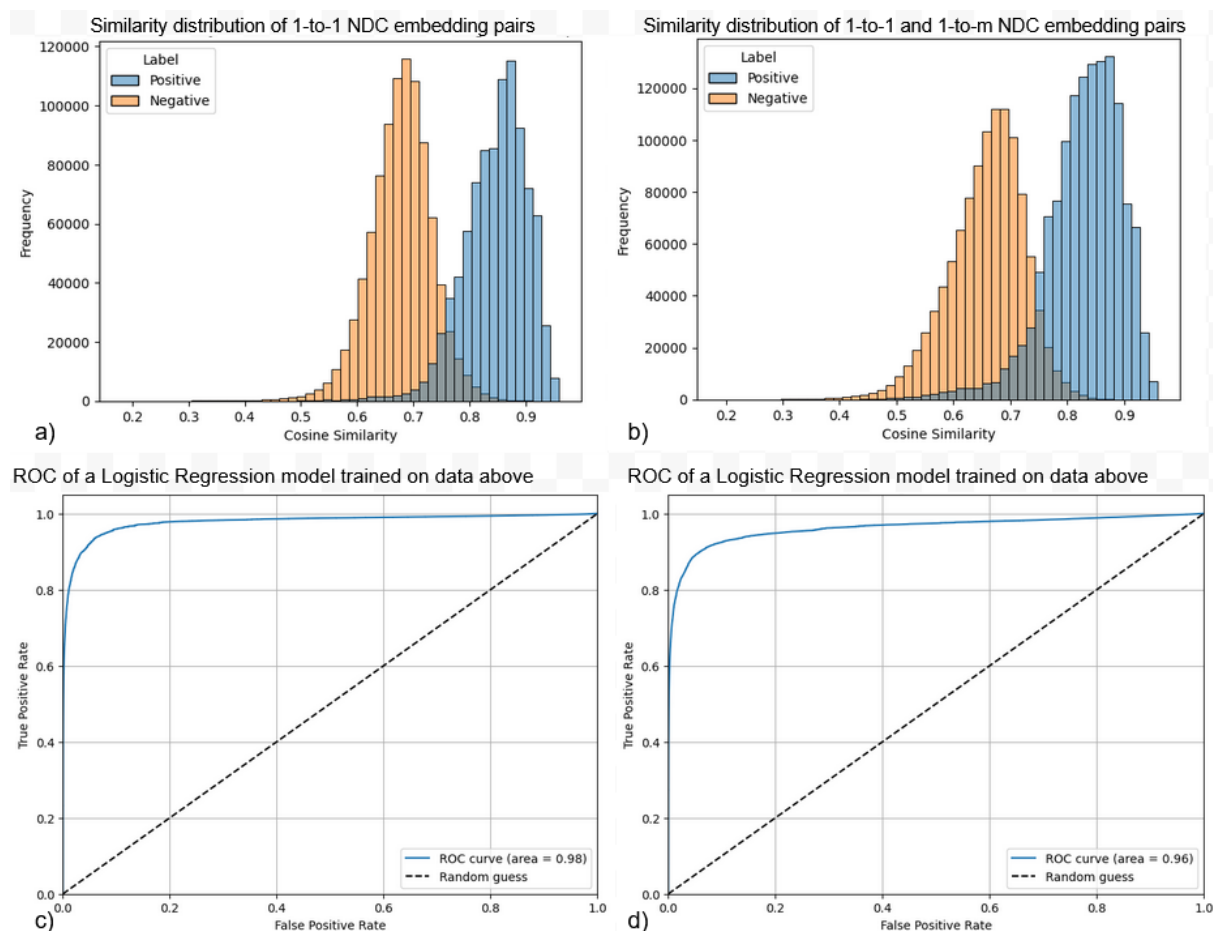 Similarity distribution of 1-to-1 NDC embedding pairs
120000
100000
80000
60000
40000
20000
0
Frequency
Label
Positive
Negative
0.2 0.3 0.4 0.5 0.6 0.7 0.8 0.9
Cosine Similarity
a)
Similarity distribution of 1-to-1 and 1-to-m NDC embedding pairs
120000
100000
80000
60000
40000
20000
0
Frequency
Label
Positive
Negative
0.2 0.3 0.4 0.5 0.6 0.7 0.8 0.9
Cosine Similarity
b)
ROC of a Logistic Regression model trained on data above
1.0
0.8
0.6
0.4
0.2
0.0
True Positive Rate
ROC curve (area = 0.98)
Random guess
0.0 0.2 0.4 0.6 0.8 1.0
False Positive Rate
c)
ROC of a Logistic Regression model trained on data above
1.0
0.8
0.6
0.4
0.2
0.0
True Positive Rate
ROC curve (area = 0.96)
Random guess
0.0 0.2 0.4 0.6 0.8 1.0
False Positive Rate
d)